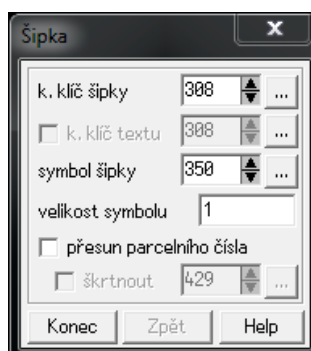 Šipka x
k. klíč šipky 308 ...
k. klíč textu 308 ...
symbol šipky 350 ...
velikost symbolu 1
přesun parcelního čísla
škrtnout 429 ...
Konec Zpět Help